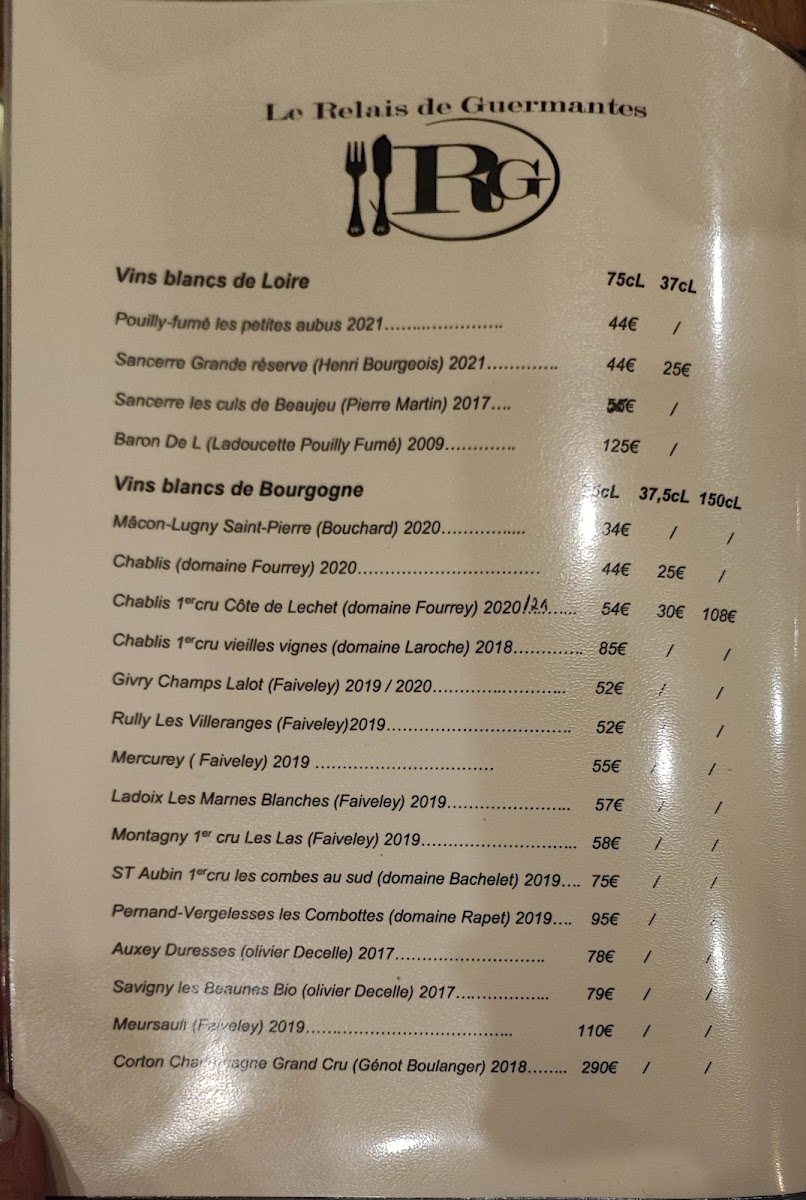 Le Relais de Guermantes
RG
Vins blancs de Loire 75cL 37cL
Pouilly-fumé les petites aubus 2021........................ 44€ /
Sancerre Grande réserve (Henri Bourgeois) 2021............. 44€ 25€
Sancerre les culs de Beaujeu (Pierre Martin) 2017.... /
Baron De L (Ladoucette Pouilly Fumé) 2009............. 125€ /
Vins blancs de Bourgogne 37,5cL 150cL
Mâcon-Lugny Saint-Pierre (Bouchard) 2020................ 34€ / /
Chablis (domaine Fourrey) 2020................................... 44€ 25€ /
Chablis 1er cru Côte de Lechet (domaine Fourrey) 2020/21......... 54€ 30€ 108€
Chablis 1er cru vieilles vignes (domaine Laroche) 2018............. 85€ / /
Givry Champs Lalot (Faiveley) 2019 / 2020.......................... 52€ / /
Rully Les Villeranges (Faiveley)2019.................................... 52€ / /
Mercurey ( Faiveley) 2019 ................................... 55€ / /
Ladoix Les Marnes Blanches (Faiveley) 2019........................ 57€ / /
Montagny 1er cru Les Las (Faiveley) 2019.............................. 58€ / /
ST Aubin 1er cru les combes au sud (domaine Bachelet) 2019.... 75€ / /
Pernand-Vergelesses les Combottes (domaine Rapet) 2019.... 95€ / /
Auxey Duresses (olivier Decelle) 2017............................. 78€ / /
Savigny les Beaunes Bio (olivier Decelle) 2017.................. 79€ / /
Meursault (Faiveley) 2019........................................ 110€ / /
Corton Grand Cru (Génot Boulanger) 2018........ 290€ / /